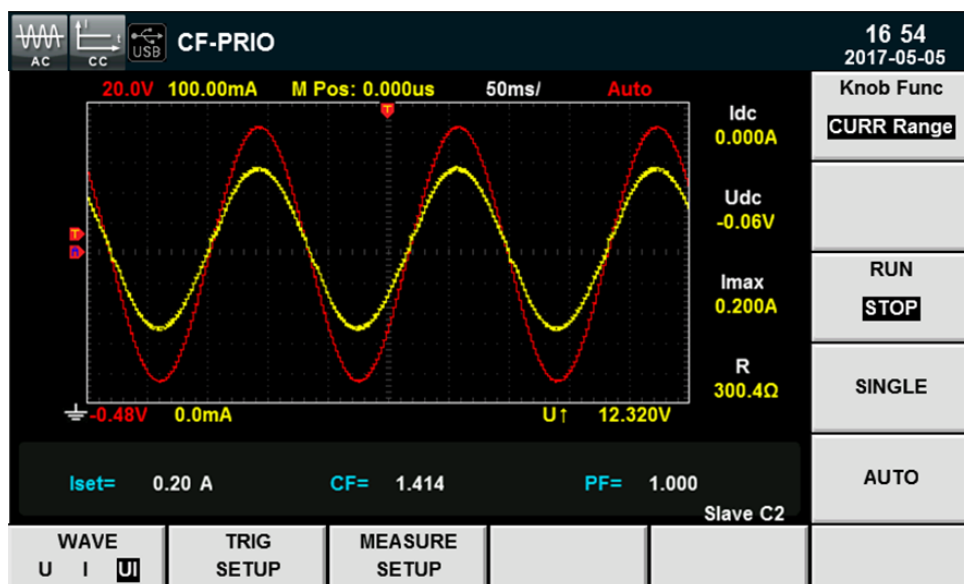 AC
CC
USB
CF-PRIO
16 54
2017-05-05
20.0V 100.00mA M Pos: 0.000us 50ms/ Auto
T
T
Idc
0.000A
Udc
-0.06V
Imax
0.200A
R
300.4Ω
-0.48V 0.0mA U↑ 12.320V
Iset= 0.20 A CF= 1.414 PF= 1.000
Slave C2
Knob Func
CURR Range
RUN
STOP
SINGLE
AUTO
WAVE
U I UI
TRIG
SETUP
MEASURE
SETUP